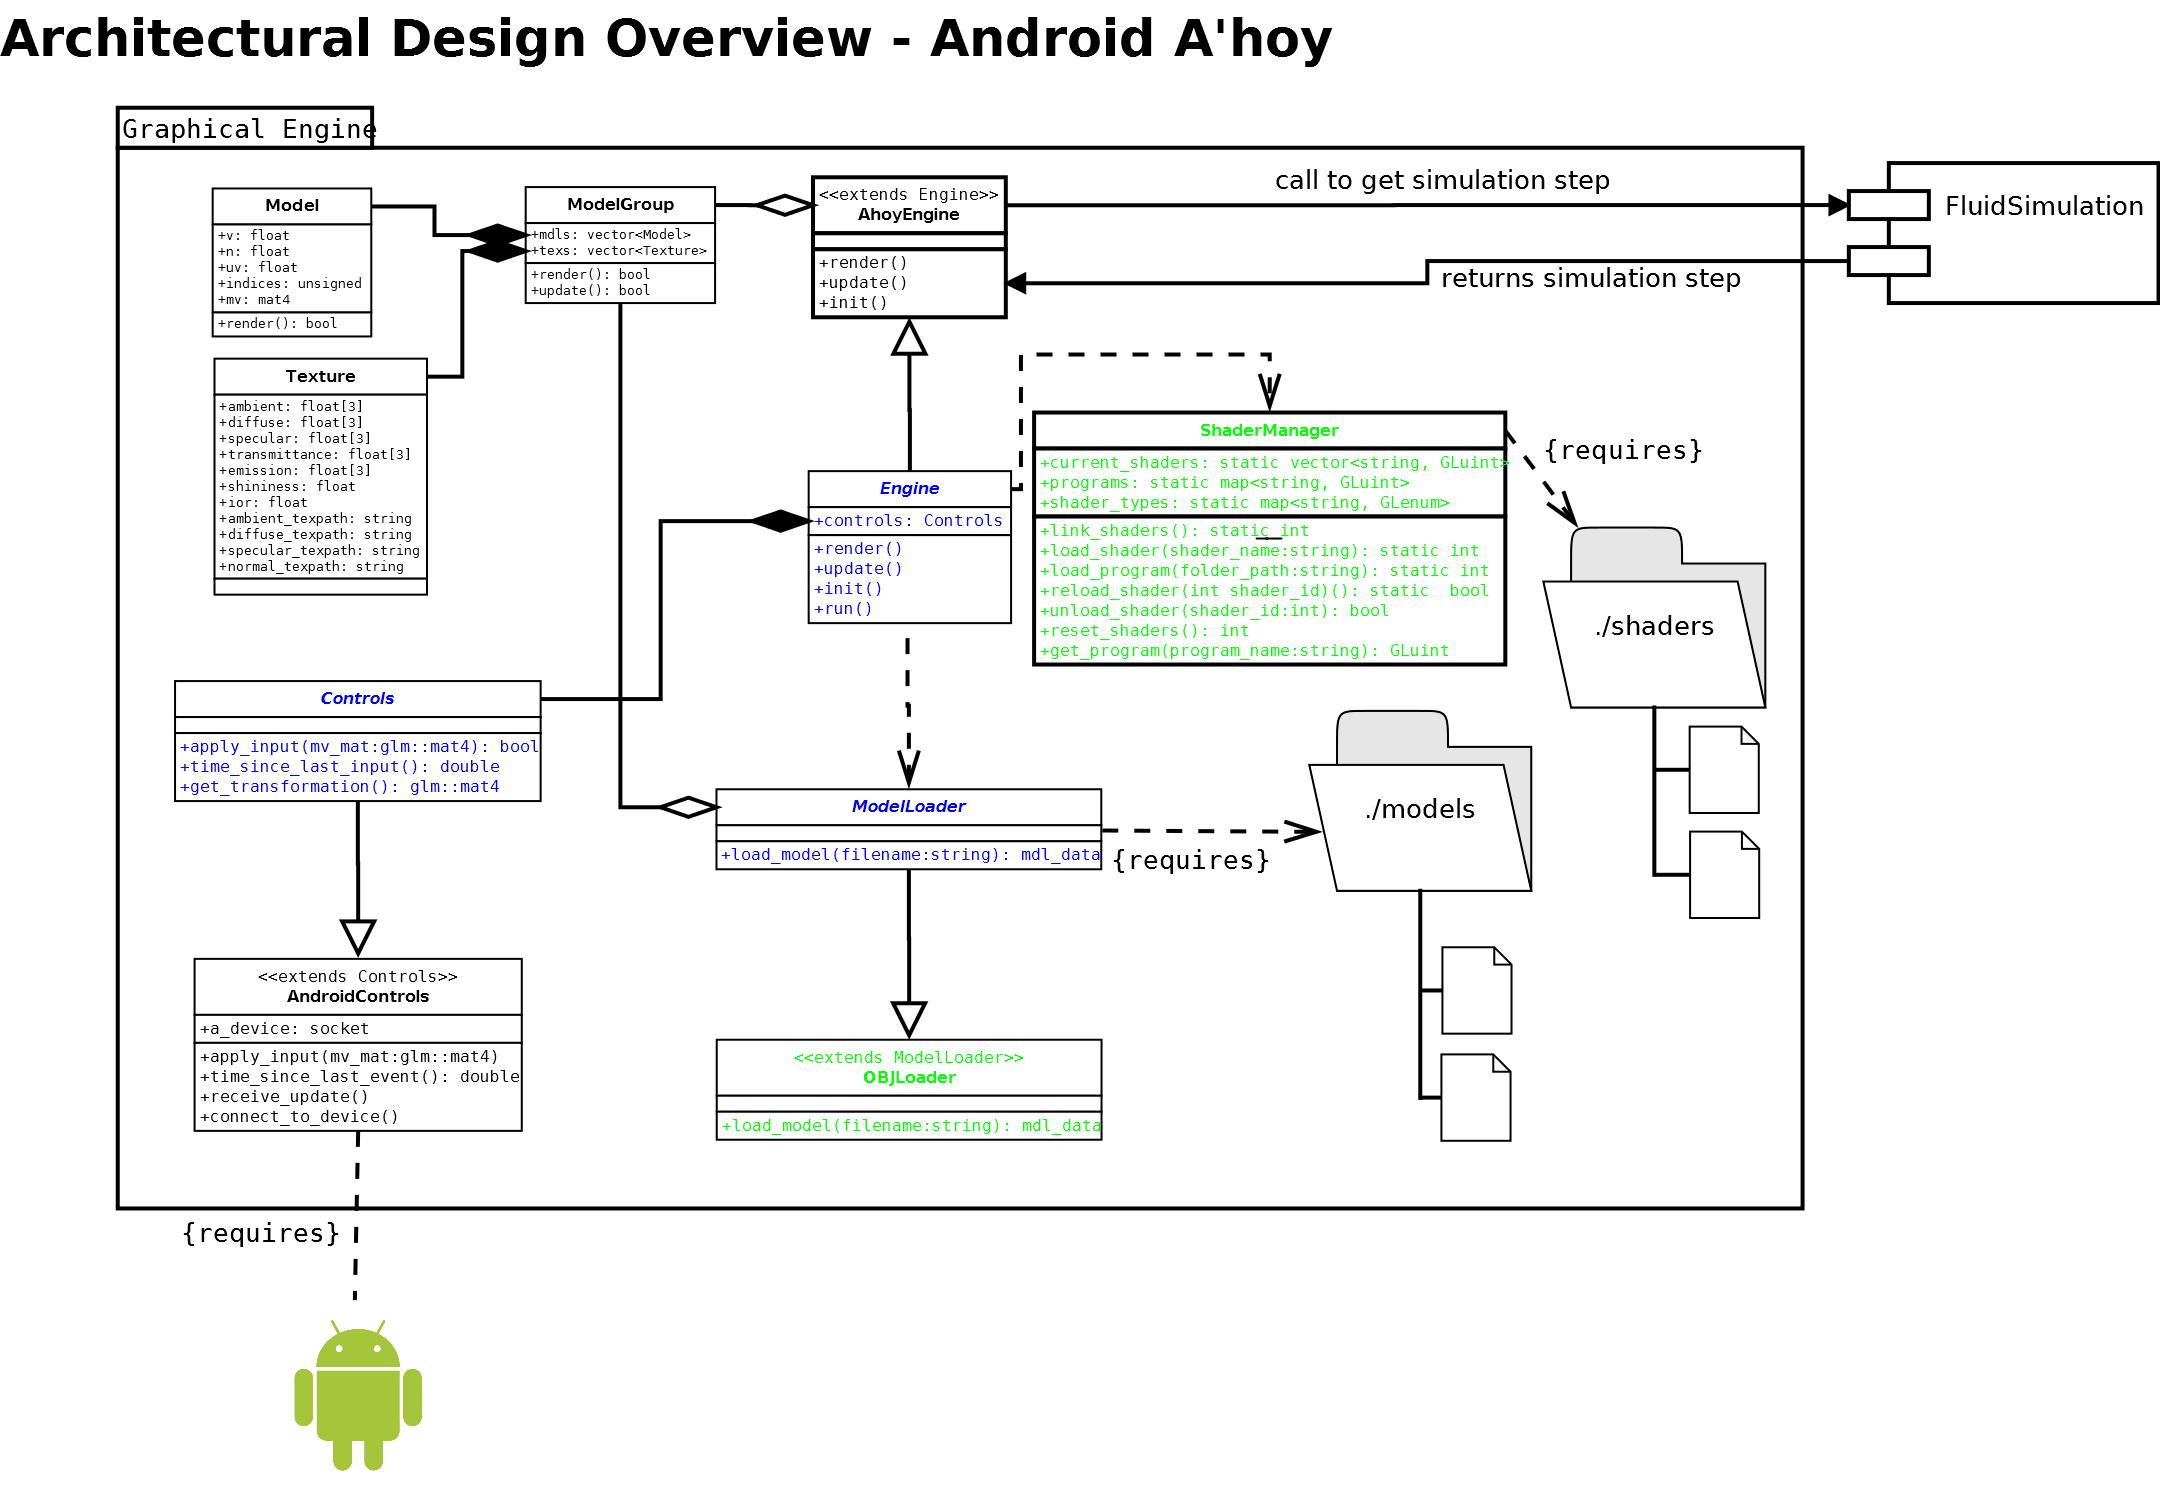 Architectural Design Overview - Android A'hoy
Graphical Engine
Model
+v: float
+n: float
+uv: float
+indices: unsigned
+mv: mat4
+render(): bool
ModelGroup
+mdls: vector<Model>
+texs: vector<Texture>
+render(): bool
+update(): bool
<<extends Engine>>
AhoyEngine
+render()
+update()
+init()
call to get simulation step
returns simulation step
FluidSimulation
Texture
+ambient: float[3]
+diffuse: float[3]
+specular: float[3]
+transmittance: float[3]
+emission: float[3]
+shininess: float
+ior: float
+ambient_texpath: string
+diffuse_texpath: string
+specular_texpath: string
+normal_texpath: string
Engine
+controls: Controls
+render()
+update()
+init()
+run()
ShaderManager
+current_shaders: static vector<string, GLuint>
+programs: static map<string, GLuint>
+shader_types: static map<string, GLenum>
+link_shaders(): static int
+load_shader(shader_name:string): static int
+load_program(folder_path:string): static int
+reload_shader(int shader_id)(): static  bool
+unload_shader(shader_id:int): bool
+reset_shaders(): int
+get_program(program_name:string): GLuint
{requires}
./shaders
Controls
+apply_input(mv_mat:glm::mat4): bool
+time_since_last_input(): double
+get_transformation(): glm::mat4
ModelLoader
+load_model(filename:string): mdl_data
{requires}
./models
<<extends Controls>>
AndroidControls
+a_device: socket
+apply_input(mv_mat:glm::mat4)
+time_since_last_event(): double
+receive_update()
+connect_to_device()
<<extends ModelLoader>>
OBJLoader
+load_model(filename:string): mdl_data
{requires}